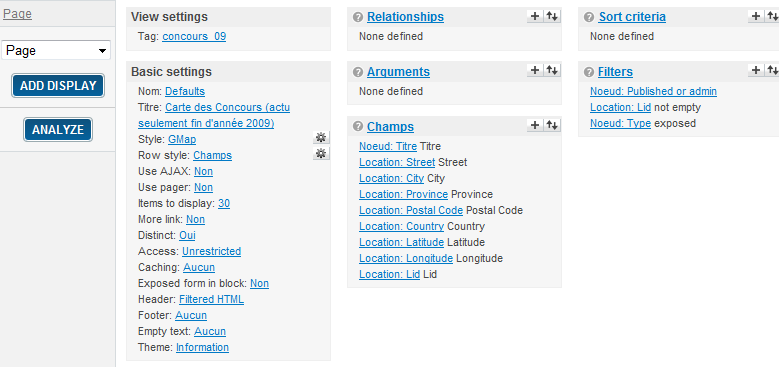 Page
Page
ADD DISPLAY
ANALYZE
View settings
Tag: concours_09
Basic settings
Nom: Defaults
Titre: Carte des Concours (actu
seulement fin d'année 2009)
Style: GMap
Row style: Champs
Use AJAX: Non
Use pager: Non
Items to display: 30
More link: Non
Distinct: Oui
Access: Unrestricted
Caching: Aucun
Exposed form in block: Non
Header: Filtered HTML
Footer: Aucun
Empty text: Aucun
Theme: Information
Relationships
None defined
Arguments
None defined
Champs
Noeud: Titre Titre
Location: Street Street
Location: City City
Location: Province Province
Location: Postal Code Postal Code
Location: Country Country
Location: Latitude Latitude
Location: Longitude Longitude
Location: Lid Lid
Sort criteria
None defined
Filters
Noeud: Published or admin
Location: Lid not empty
Noeud: Type exposed